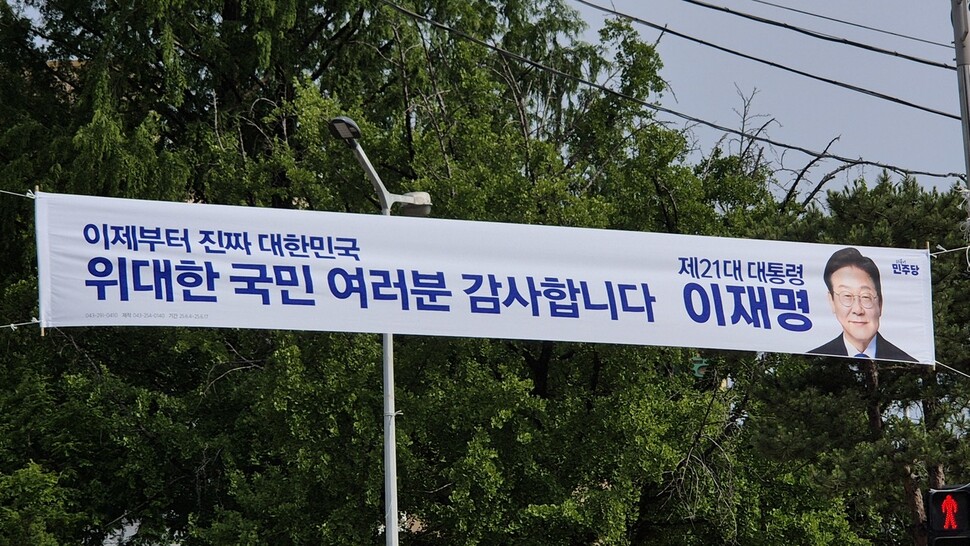 이제부터 진짜 대한민국
위대한 국민 여러분 감사합니다
제21대 대통령
이재명
민주당